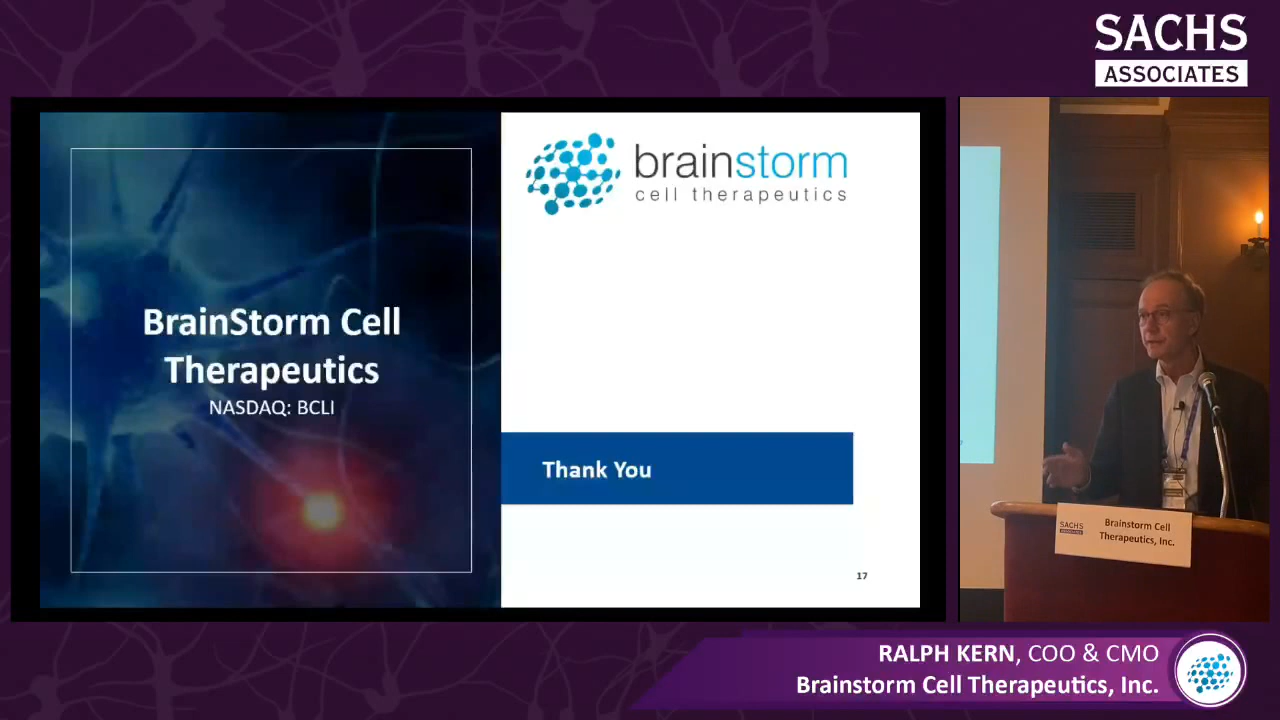 SACHS
ASSOCIATES
brainstorm
cell therapeutics
BrainStorm Cell
Therapeutics
NASDAQ: BCLI
Thank You
17
SACHS
ASSOCIATES
Brainstorm Cell
Therapeutics, Inc.
RALPH KERN, COO & CMO
Brainstorm Cell Therapeutics, Inc.